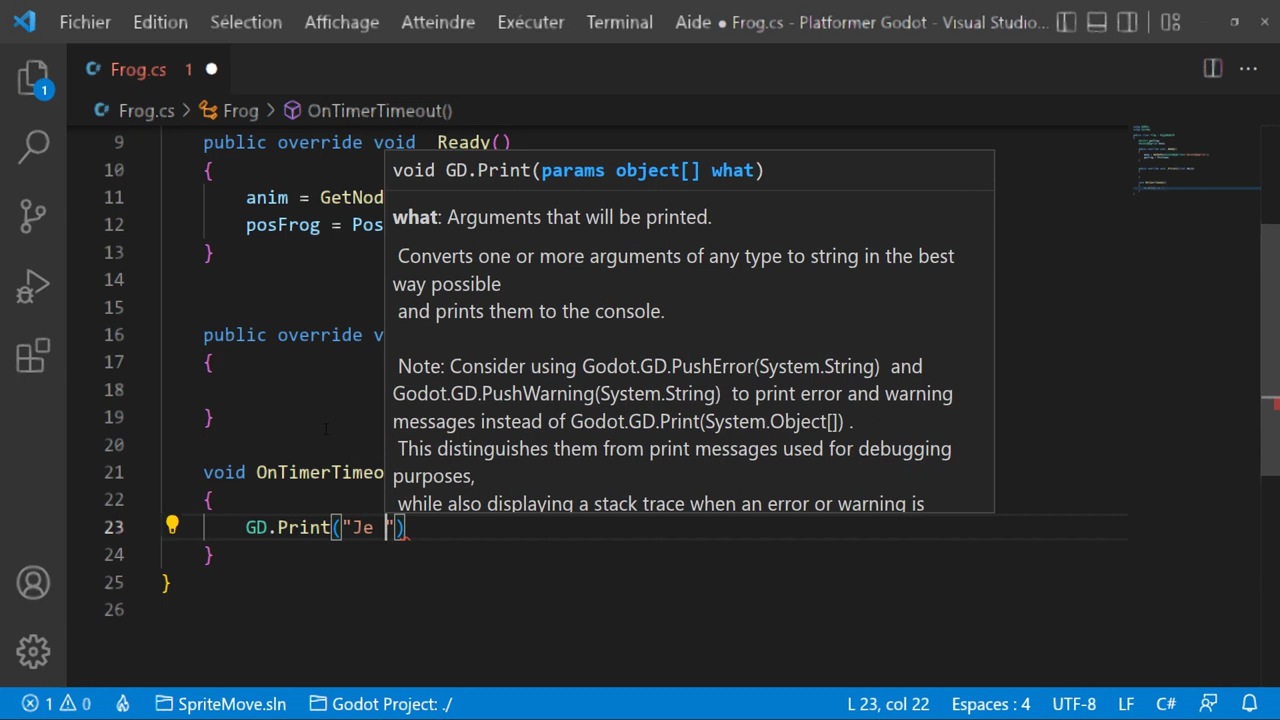 Fichier Edition Sélection Affichage Atteindre Exécuter Terminal Aide ● Frog.cs - Platformer Godot - Visual Studio...
Frog.cs 1 ●
Frog.cs > Frog > OnTimerTimeout()
1
9 public override void _Ready()
10 {
11 anim = GetNod
12 posFrog = Pos
13 }
14
15
16 public override v
17 {
18
19 }
20
21 void OnTimerTimeo
22 {
23 GD.Print("Je ")
24 }
25 }
26
void GD.Print(params object[] what)
what: Arguments that will be printed.
Converts one or more arguments of any type to string in the best
way possible
and prints them to the console.
Note: Consider using Godot.GD.PushError(System.String) and
Godot.GD.PushWarning(System.String) to print error and warning
messages instead of Godot.GD.Print(System.Object[]) .
This distinguishes them from print messages used for debugging
purposes,
while also displaying a stack trace when an error or warning is
1 0 SpriteMove.sln Godot Project: ./ L 23, col 22 Espaces : 4 UTF-8 LF C#